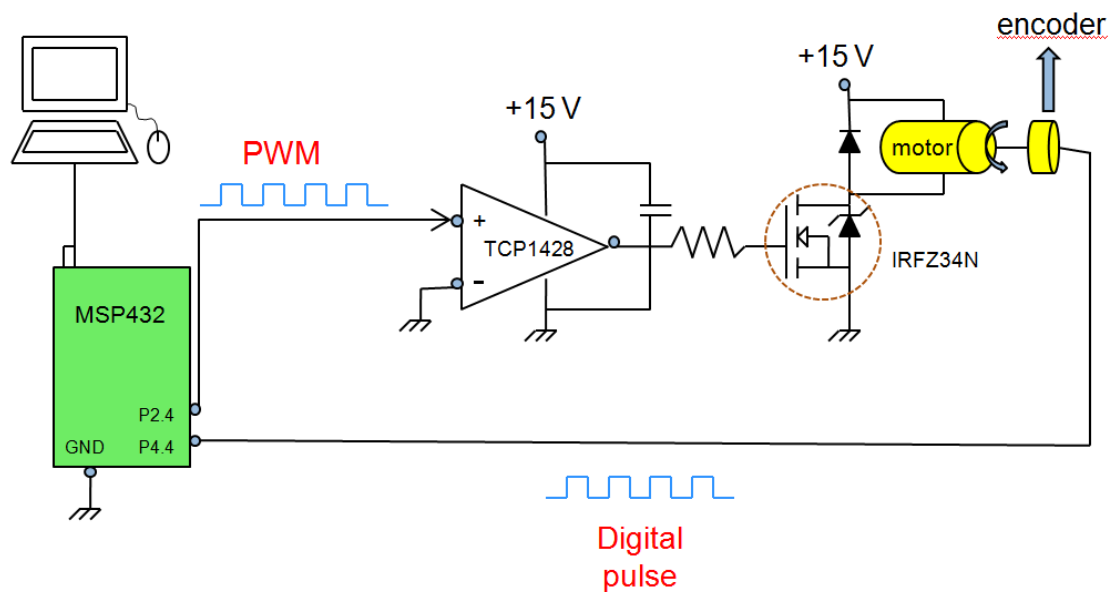 encoder
+15 V
+15 V
motor
PWM
+
TCP1428
-
IRFZ34N
MSP432
P2.4
GND
P4.4
Digital
pulse